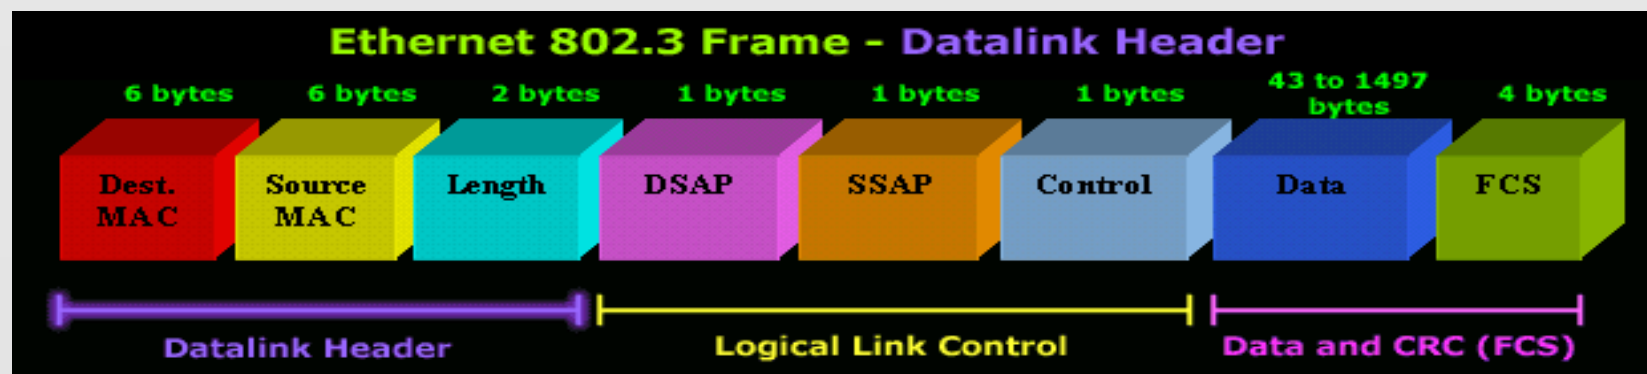 Ethernet 802.3 Frame - Datalink Header
6 bytes 6 bytes 2 bytes 1 bytes 1 bytes 1 bytes 43 to 1497 bytes 4 bytes
Dest. MAC Source MAC Length DSAP SSAP Control Data FCS
Datalink Header Logical Link Control Data and CRC (FCS)